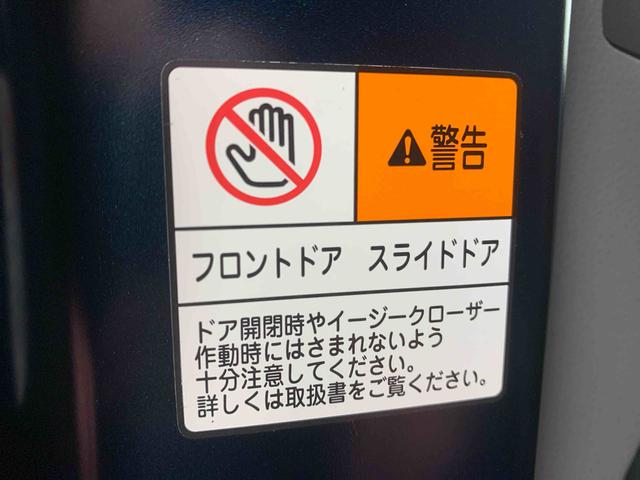 警告
フロントドア スライドドア
ドア開閉時やイージークローザー
作動時にはさまれないよう
十分注意してください。
詳しくは取扱書をご覧ください。